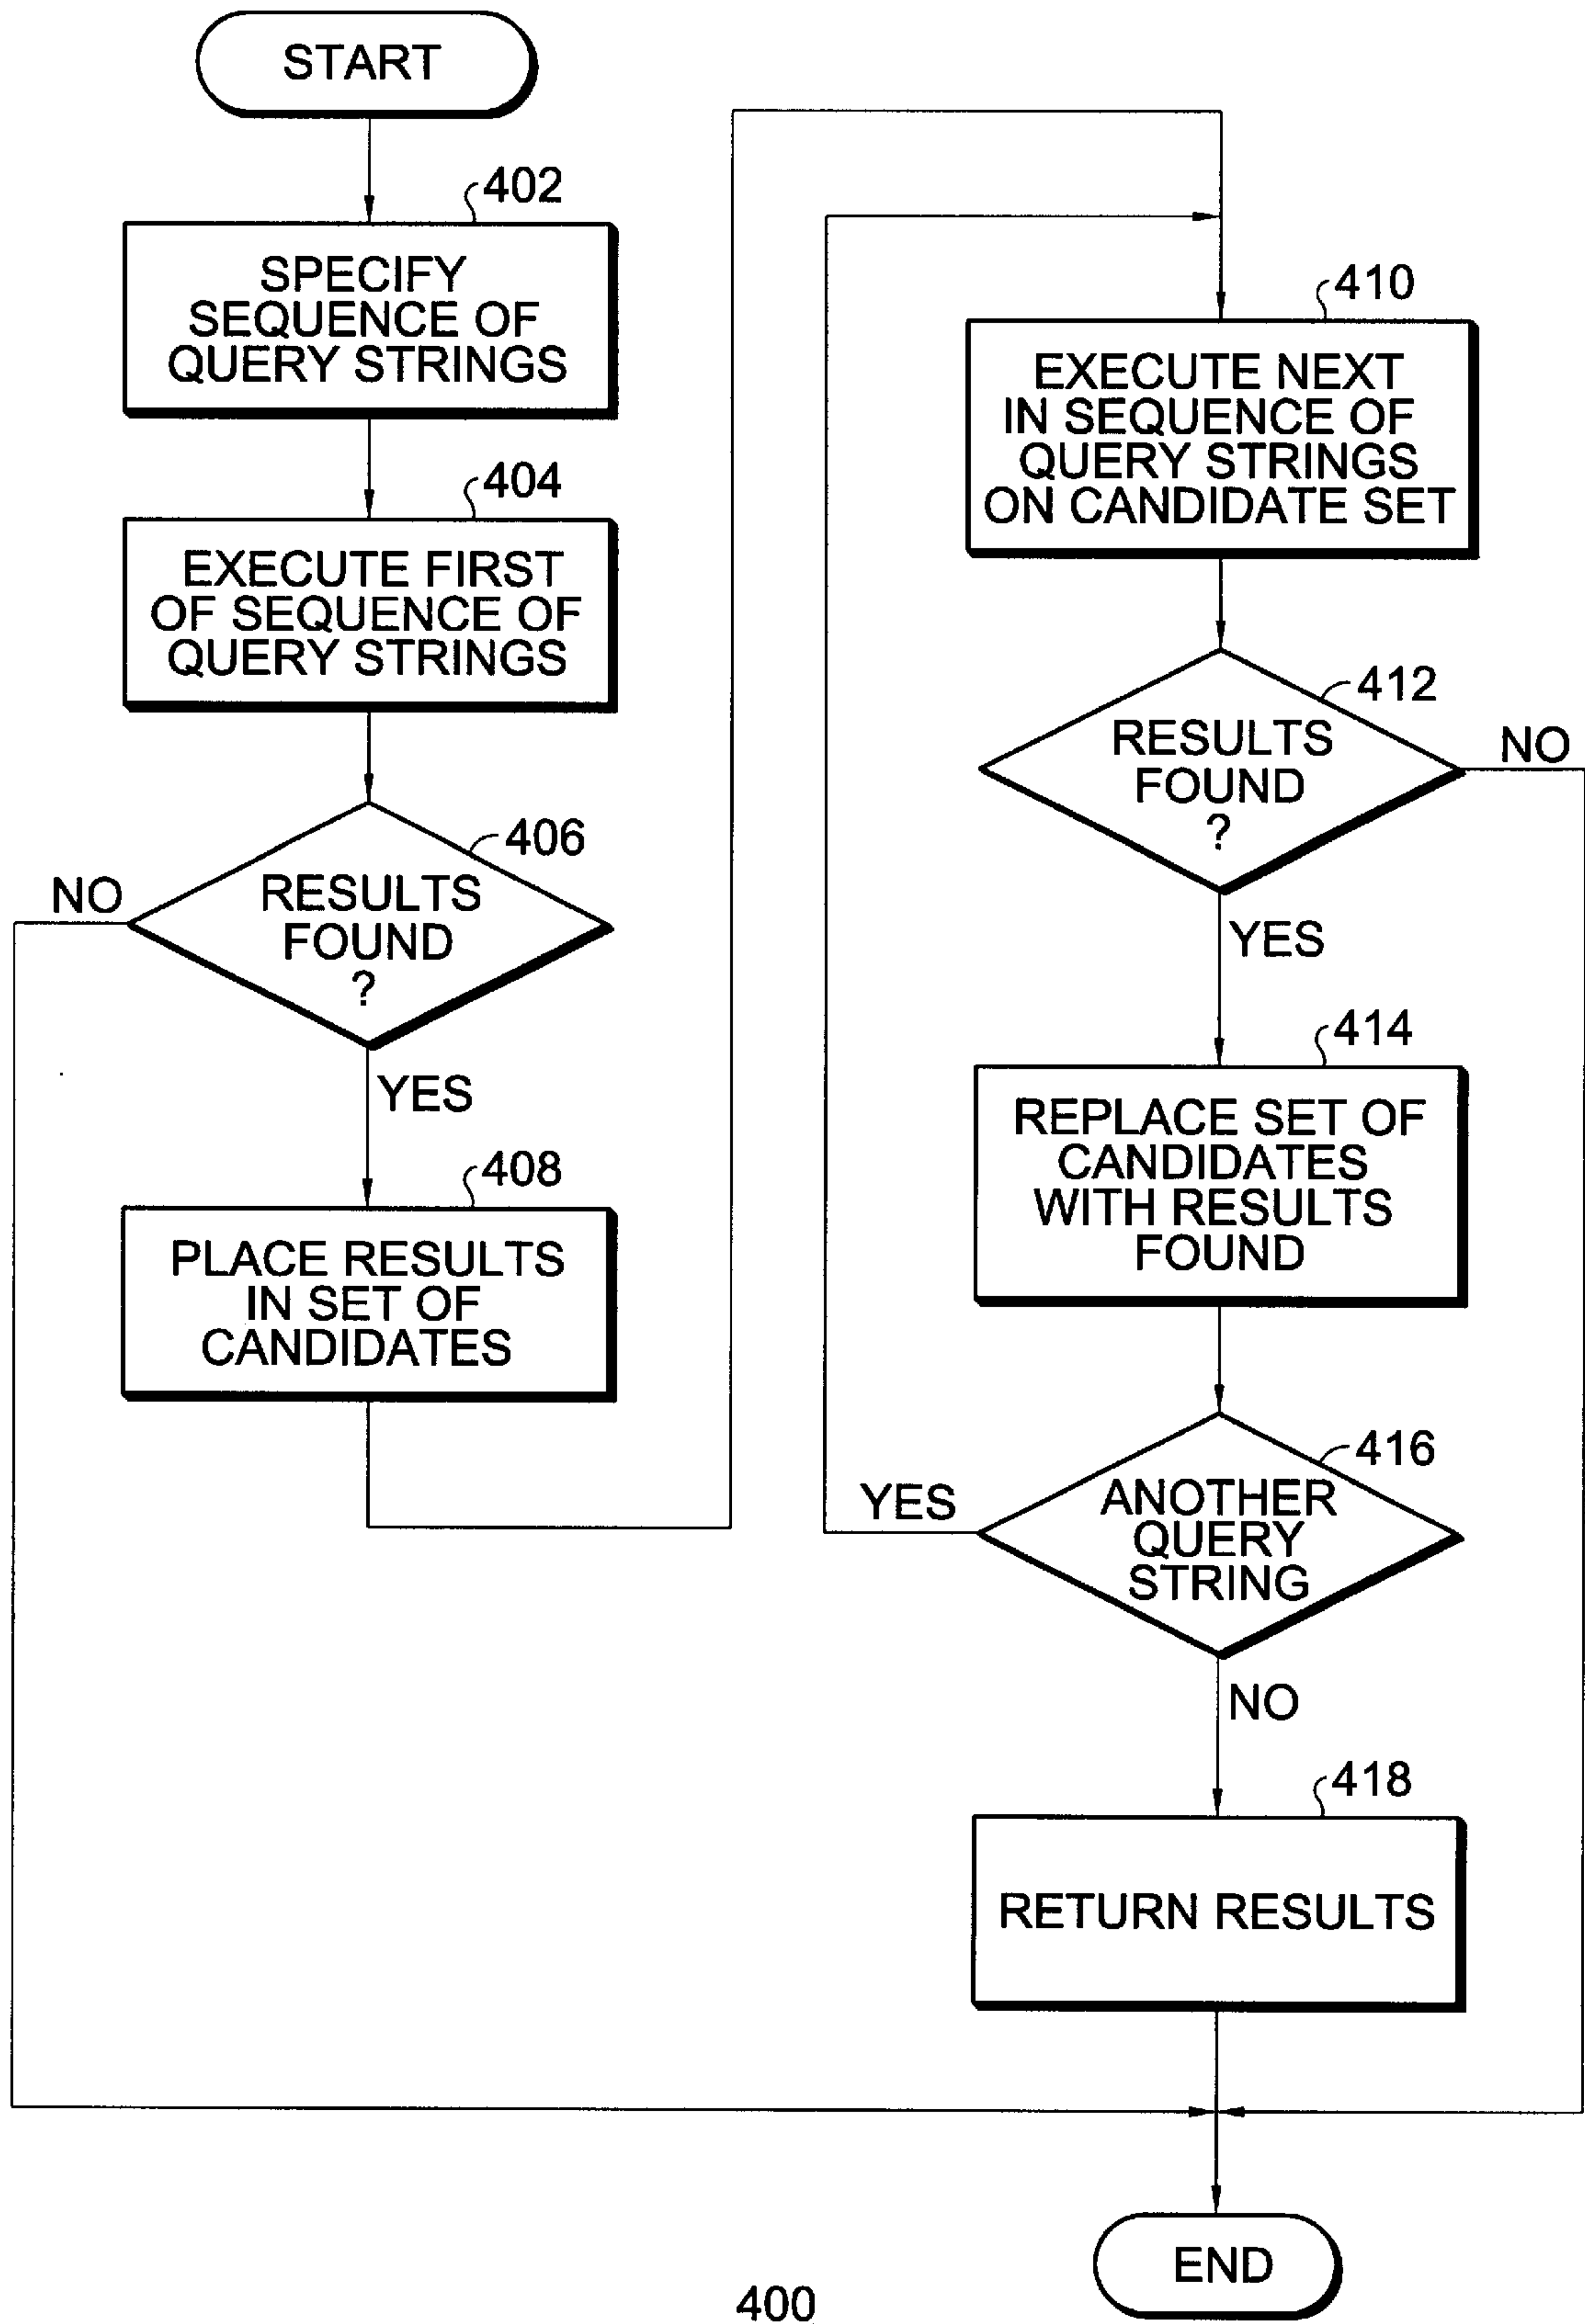 START
402
SPECIFY
SEQUENCE OF
QUERY STRINGS
404
EXECUTE FIRST
OF SEQUENCE OF
QUERY STRINGS
406
RESULTS
FOUND
?
NO
YES
408
PLACE RESULTS
IN SET OF
CANDIDATES
410
EXECUTE NEXT
IN SEQUENCE OF
QUERY STRINGS
ON CANDIDATE SET
412
RESULTS
FOUND
?
NO
YES
414
REPLACE SET OF
CANDIDATES
WITH RESULTS
FOUND
416
ANOTHER
QUERY
STRING
YES
NO
418
RETURN RESULTS
END
400